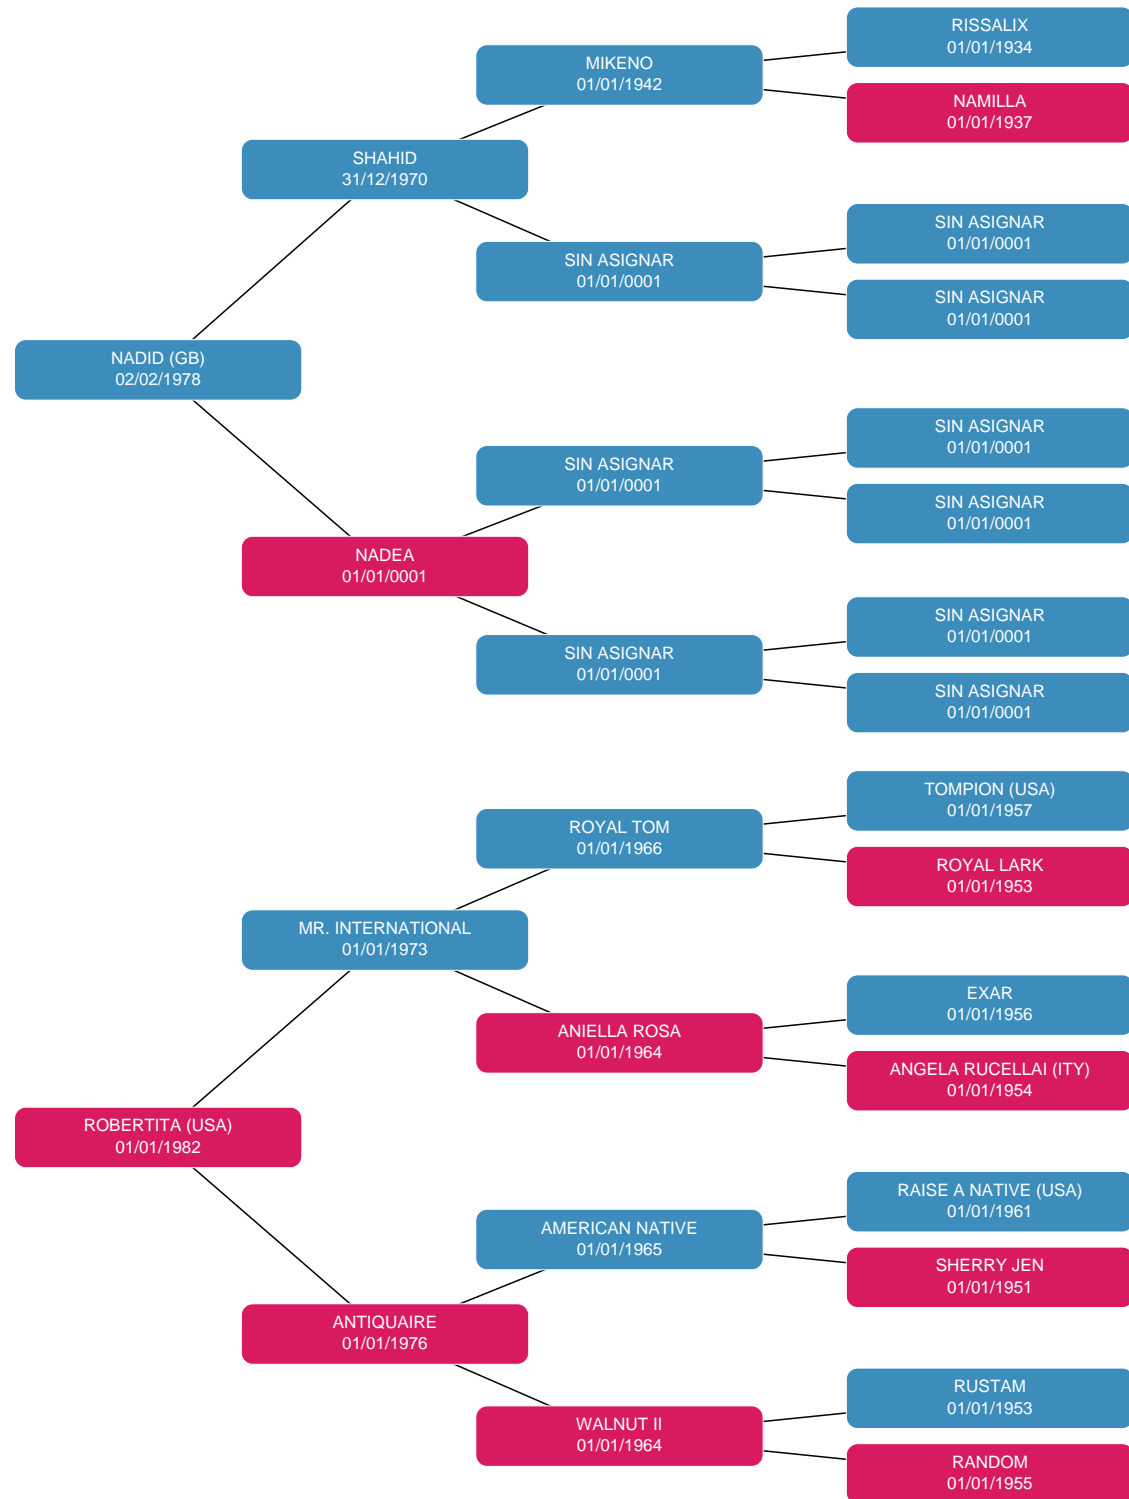 RISSALIX
01/01/1934
MIKENO
01/01/1942
NAMILLA
01/01/1937
SHAHID
31/12/1970
SIN ASIGNAR
01/01/0001
SIN ASIGNAR
01/01/0001
SIN ASIGNAR
01/01/0001
NADID (GB)
02/02/1978
SIN ASIGNAR
01/01/0001
SIN ASIGNAR
01/01/0001
SIN ASIGNAR
01/01/0001
NADEA
01/01/0001
SIN ASIGNAR
01/01/0001
SIN ASIGNAR
01/01/0001
SIN ASIGNAR
01/01/0001
TOMPION (USA)
01/01/1957
ROYAL TOM
01/01/1966
ROYAL LARK
01/01/1953
MR. INTERNATIONAL
01/01/1973
EXAR
01/01/1956
ANIELLA ROSA
01/01/1964
ANGELA RUCELLAI (ITY)
01/01/1954
ROBERTITA (USA)
01/01/1982
RAISE A NATIVE (USA)
01/01/1961
AMERICAN NATIVE
01/01/1965
SHERRY JEN
01/01/1951
ANTIQUAIRE
01/01/1976
RUSTAM
01/01/1953
WALNUT II
01/01/1964
RANDOM
01/01/1955